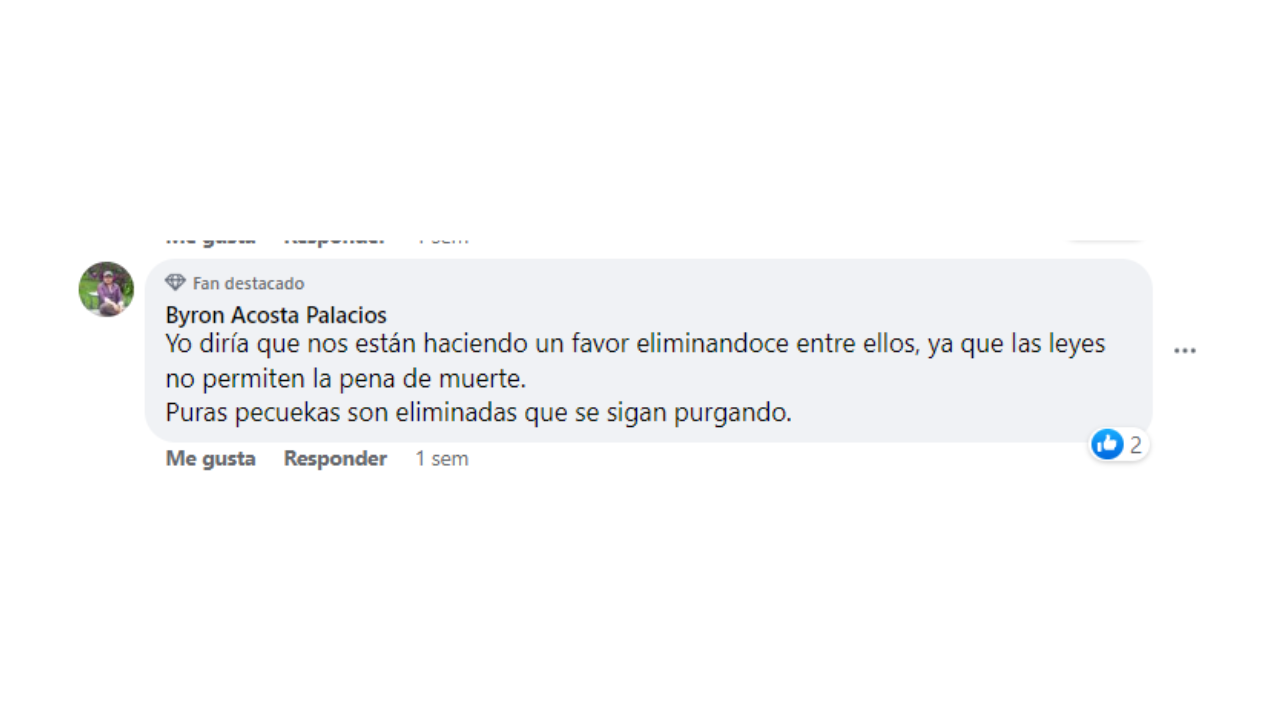 Me gusta Responder 1 sem
Fan destacado
Byron Acosta Palacios
Yo diría que nos están haciendo un favor eliminandoce entre ellos, ya que las leyes
no permiten la pena de muerte.
Puras pecuekas son eliminadas que se sigan purgando.
Me gusta Responder 1 sem
2